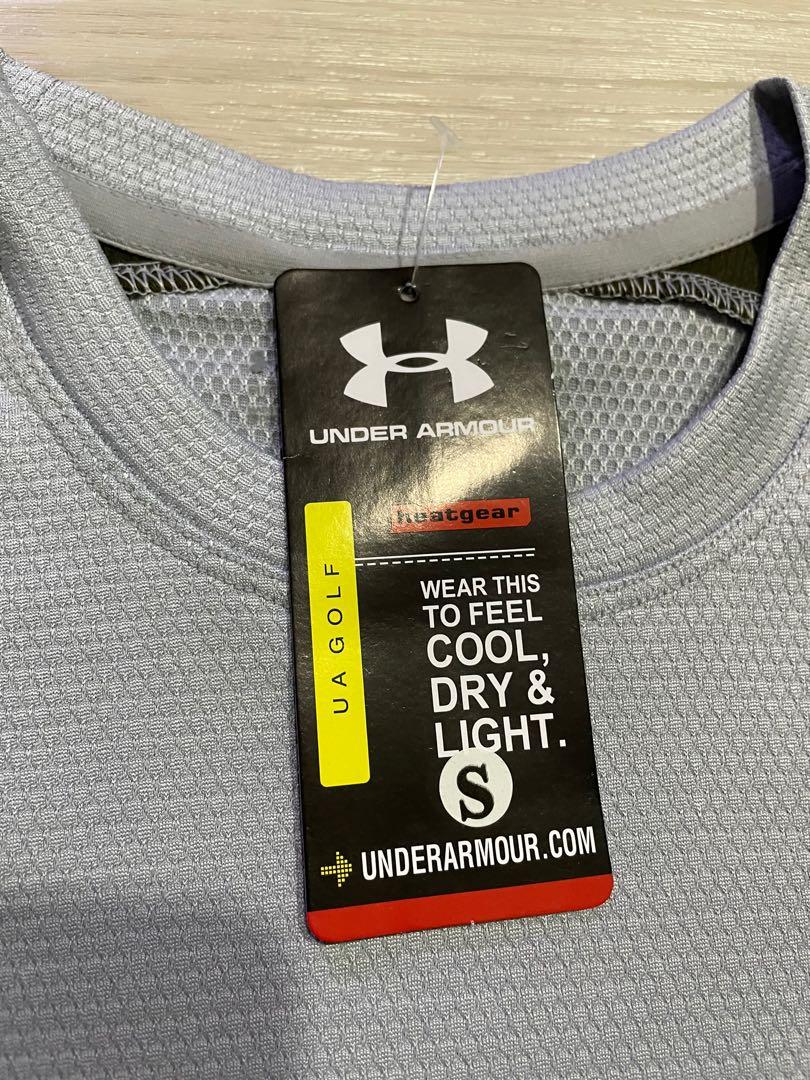 UNDER ARMOUR
heatgear
UA GOLF
WEAR THIS
TO FEEL
COOL,
DRY &
LIGHT.
S
UNDERARMOUR.COM